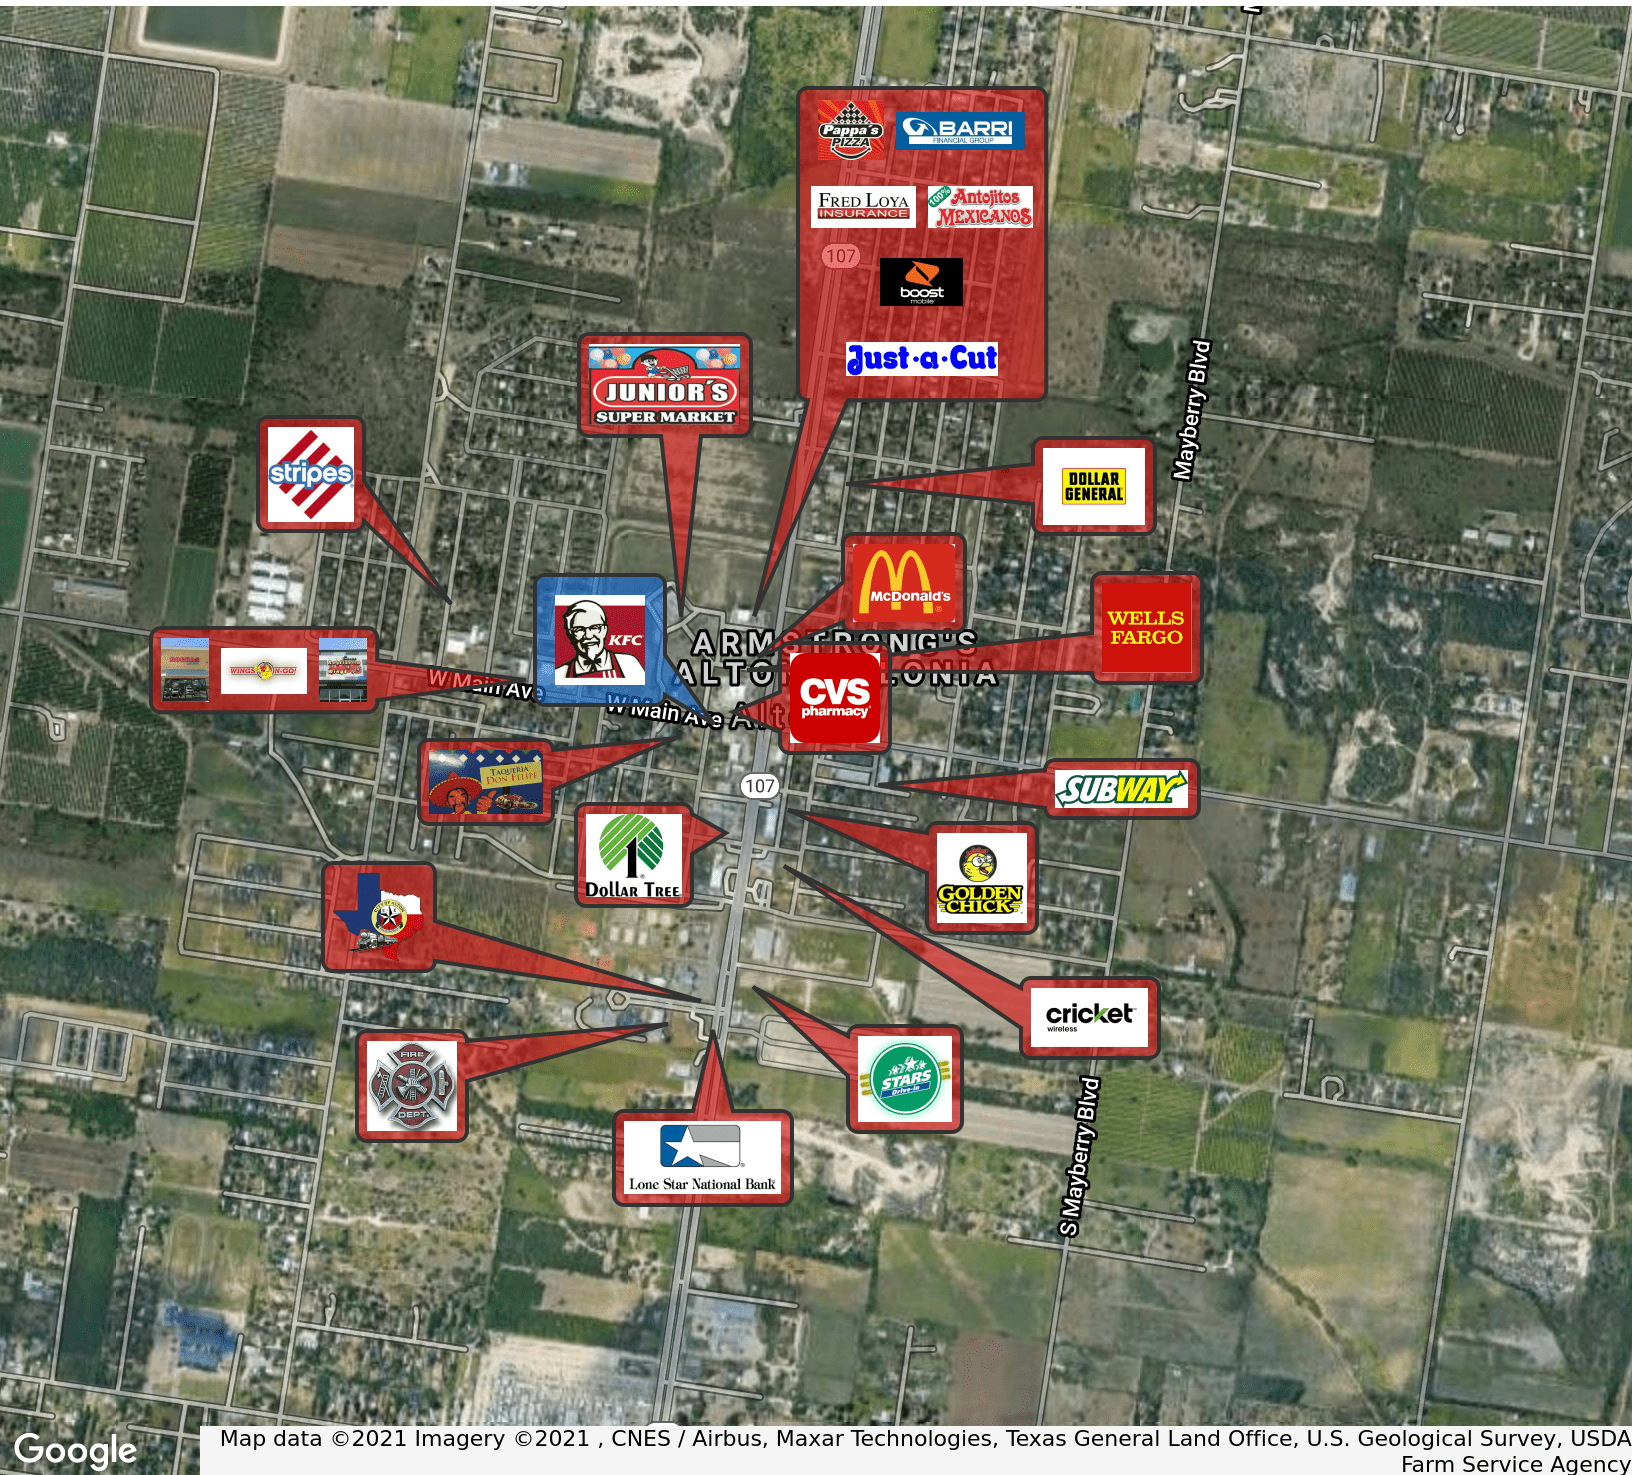 Pappa's
PIZZA
BARRI
FINANCIAL GROUP
FRED LOYA
INSURANCE
100%
Antojitos
MEXICANOS
107
boost
mobile
Just-a-Cut
JUNIOR'S
SUPER MARKET
Mayberry Blvd
stripes
DOLLAR
GENERAL
McDonald's
WELLS
FARGO
KFC
ARMSTRONG'S
WINGS N-GO!
W Main Ave
W Main Ave
CVS
pharmacy
TAQUERIA
DON FELIPE
107
SUBWAY
DOLLAR TREE
GOLDEN
CHICK
cricket
wireless
FIRE
DEPT.
STARS
Drive-in
Lone Star National Bank
S Mayberry Blvd
Google
Map data ©2021 Imagery ©2021 , CNES / Airbus, Maxar Technologies, Texas General Land Office, U.S. Geological Survey, USDA
Farm Service Agency